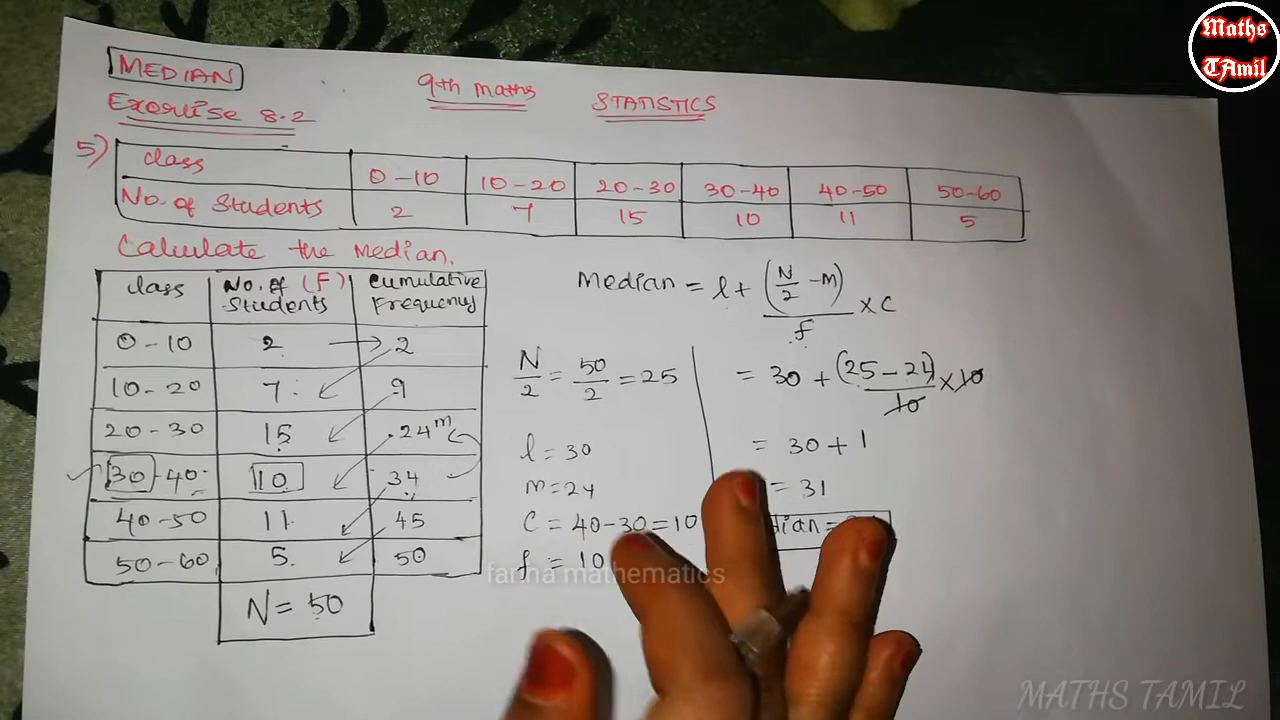 Maths
TAmil
MEDIAN
9th maths STATISTICS
Exercise 8.2
5) class 0-10 10-20 20-30 30-40 40-50 50-60
No. of Students 2 7 15 10 11 5
Calculate the median.
class No. of (F) Students Cumulative Frequency
0-10 2 2
10-20 7 9
20-30 15 24 m
30-40 10 34
40-50 11 45
50-60 5 50
N = 50
Median = l + (N/2 - m)/f × C
N/2 = 50/2 = 25
l = 30
m = 24
C = 40-30 = 10
f = 10
= 30 + (25-24)/10 × 10
= 30 + 1
= 31
dian =
farina mathematics
MATHS TAMIL